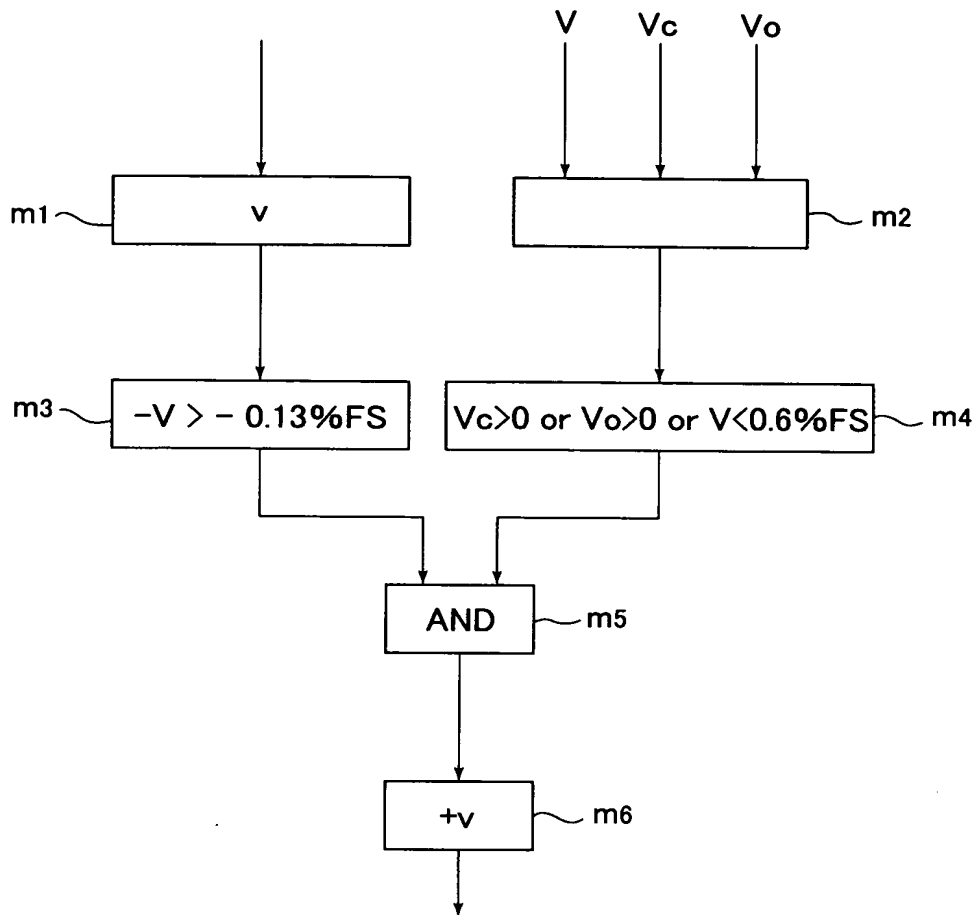 V Vc Vo
m1 v m2
m3 -V > - 0.13%FS Vc>0 or Vo>0 or V<0.6%FS m4
AND m5
+v m6